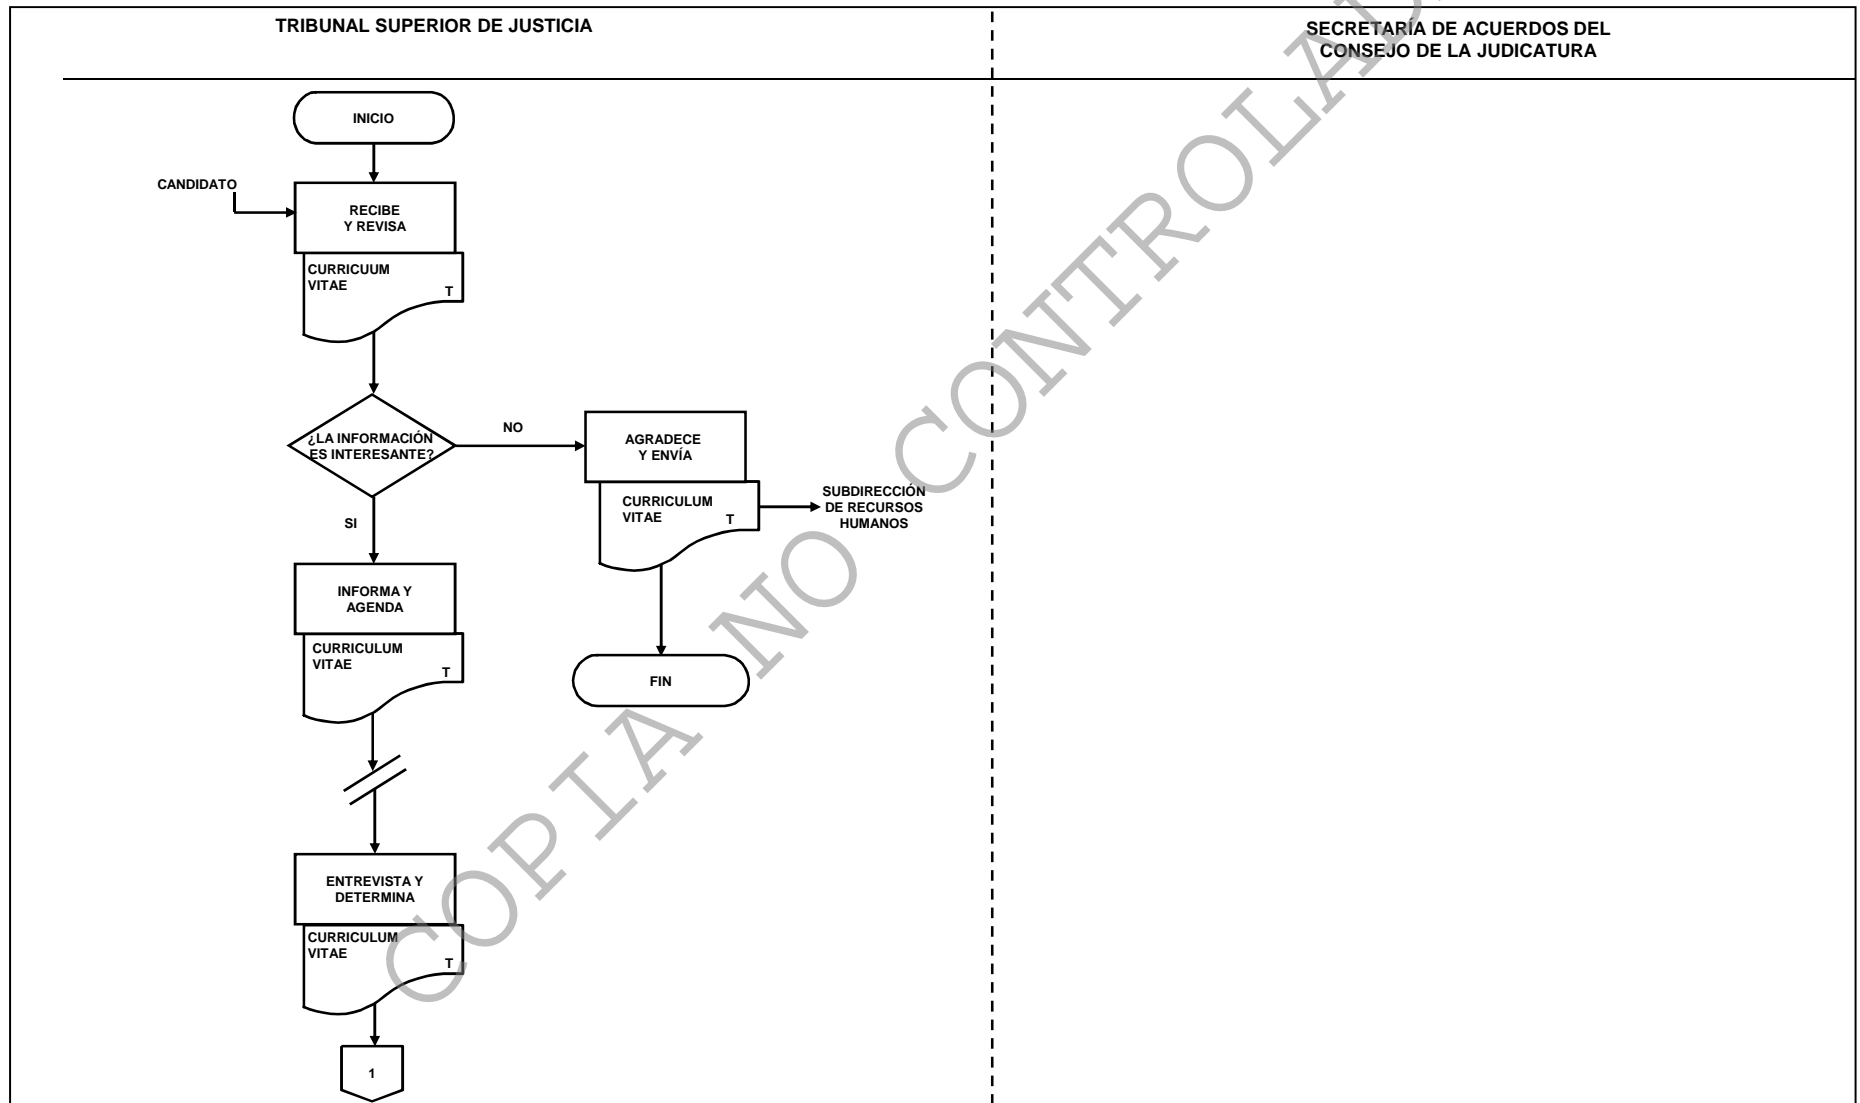 TRIBUNAL SUPERIOR DE JUSTICIA
SECRETARÍA DE ACUERDOS DEL
CONSEJO DE LA JUDICATURA
INICIO
CANDIDATO
RECIBE
Y REVISA
CURRICUUM
VITAE
T
¿LA INFORMACIÓN
ES INTERESANTE?
NO
AGRADECE
Y ENVÍA
CURRICULUM
VITAE
T
SUBDIRECCIÓN
DE RECURSOS
HUMANOS
SI
INFORMA Y
AGENDA
CURRICULUM
VITAE
T
FIN
ENTREVISTA Y
DETERMINA
CURRICULUM
VITAE
T
1
COPIA NO CONTROLAD